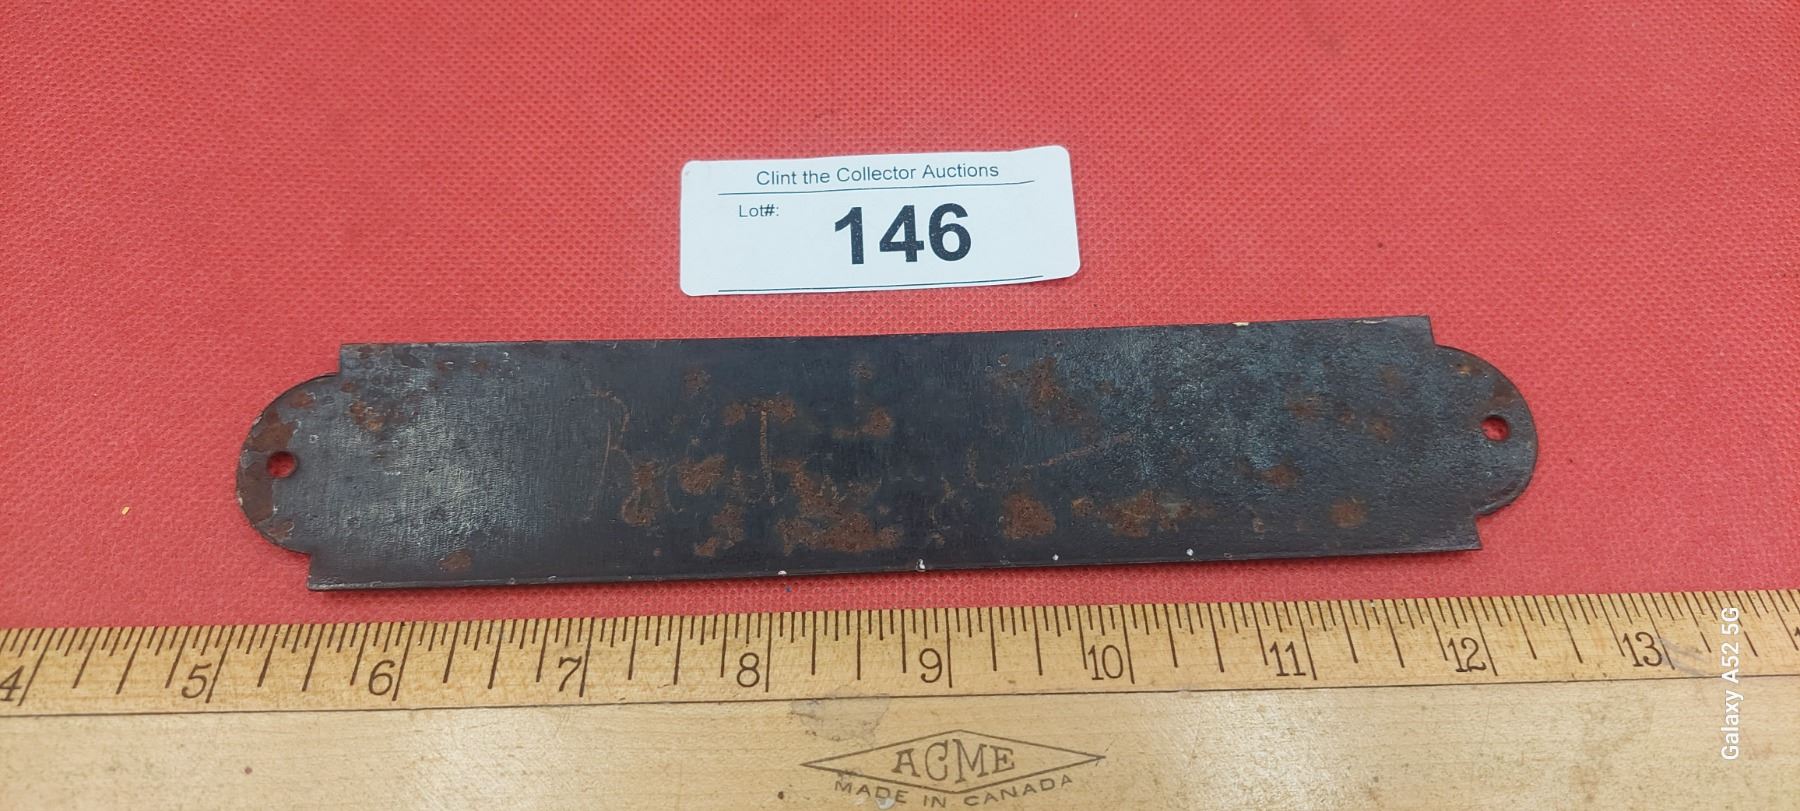 Clint the Collector Auctions
Lot#:
146
4 5 6 7 8 9 10 11 12 13
ACME
MADE IN CANADA
Galaxy A52 5G